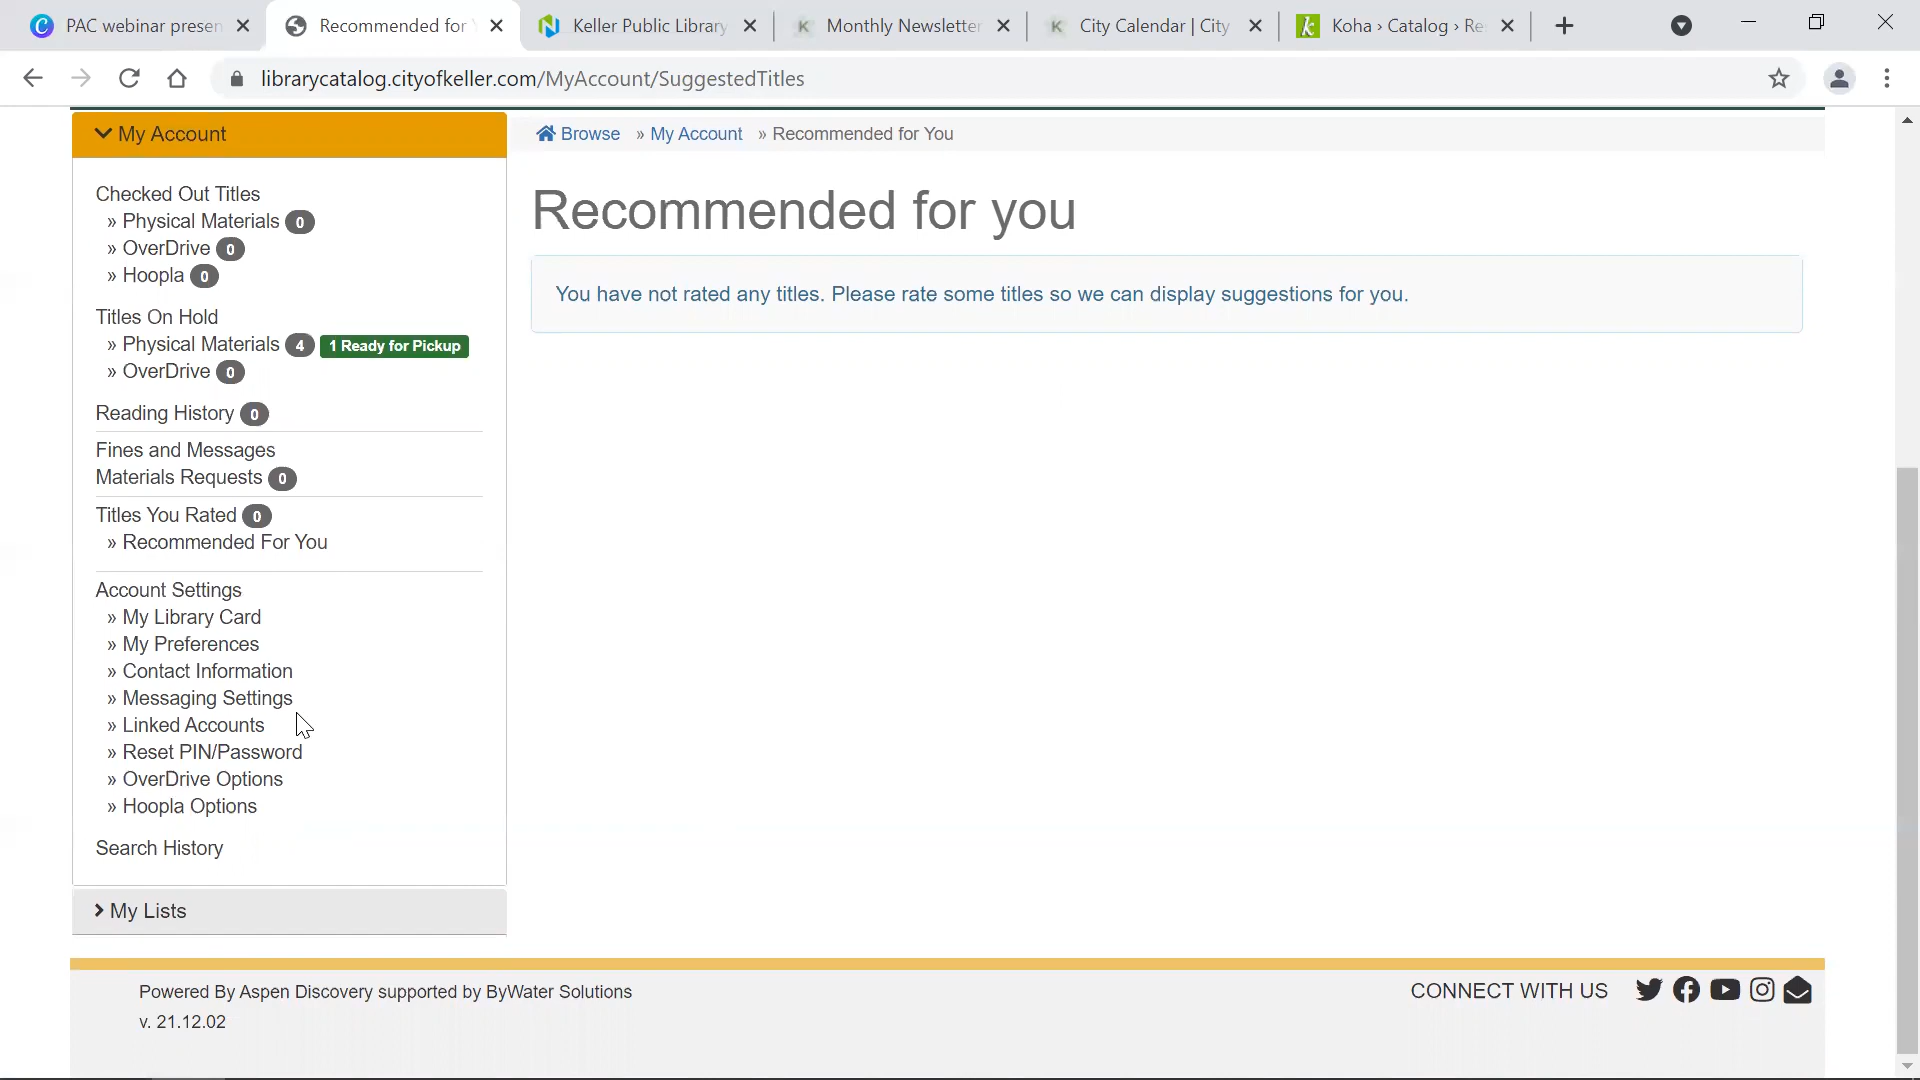 PAC webinar presen
Recommended for Y
Keller Public Library
Monthly Newsletter
City Calendar | City
Koha › Catalog › Re
librarycatalog.cityofkeller.com/MyAccount/SuggestedTitles
My Account
Browse » My Account » Recommended for You
Checked Out Titles
» Physical Materials 0
» OverDrive 0
» Hoopla 0
Titles On Hold
» Physical Materials 4 1 Ready for Pickup
» OverDrive 0
Reading History 0
Fines and Messages
Materials Requests 0
Titles You Rated 0
» Recommended For You
Account Settings
» My Library Card
» My Preferences
» Contact Information
» Messaging Settings
» Linked Accounts
» Reset PIN/Password
» OverDrive Options
» Hoopla Options
Search History
My Lists
Recommended for you
You have not rated any titles. Please rate some titles so we can display suggestions for you.
Powered By Aspen Discovery supported by ByWater Solutions
v. 21.12.02
CONNECT WITH US